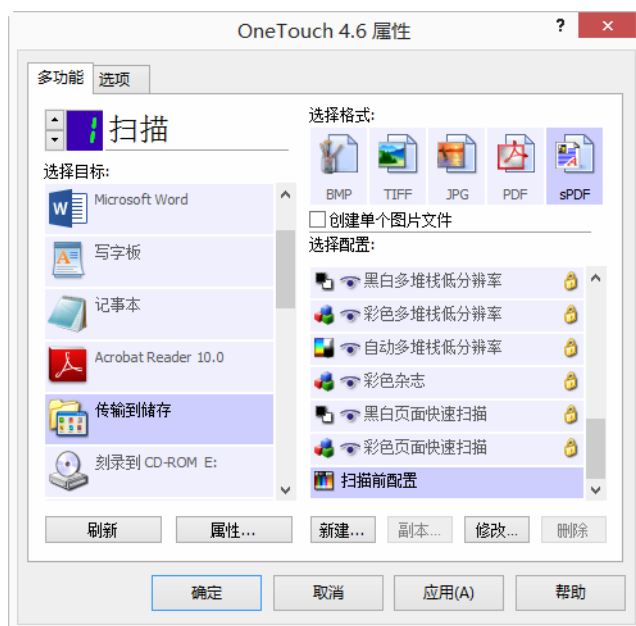 OneTouch 4.6 属性
?
×
多功能
选项
1
扫描
选择目标:
Microsoft Word
写字板
记事本
Acrobat Reader 10.0
传输到储存
刻录到 CD-ROM E:
刷新
属性...
选择格式:
BMP
TIFF
JPG
PDF
sPDF
创建单个图片文件
选择配置:
黑白多堆栈低分辨率
彩色多堆栈低分辨率
自动多堆栈低分辨率
彩色杂志
黑白页面快速扫描
彩色页面快速扫描
扫描前配置
新建...
副本...
修改...
删除
确定
取消
应用(A)
帮助